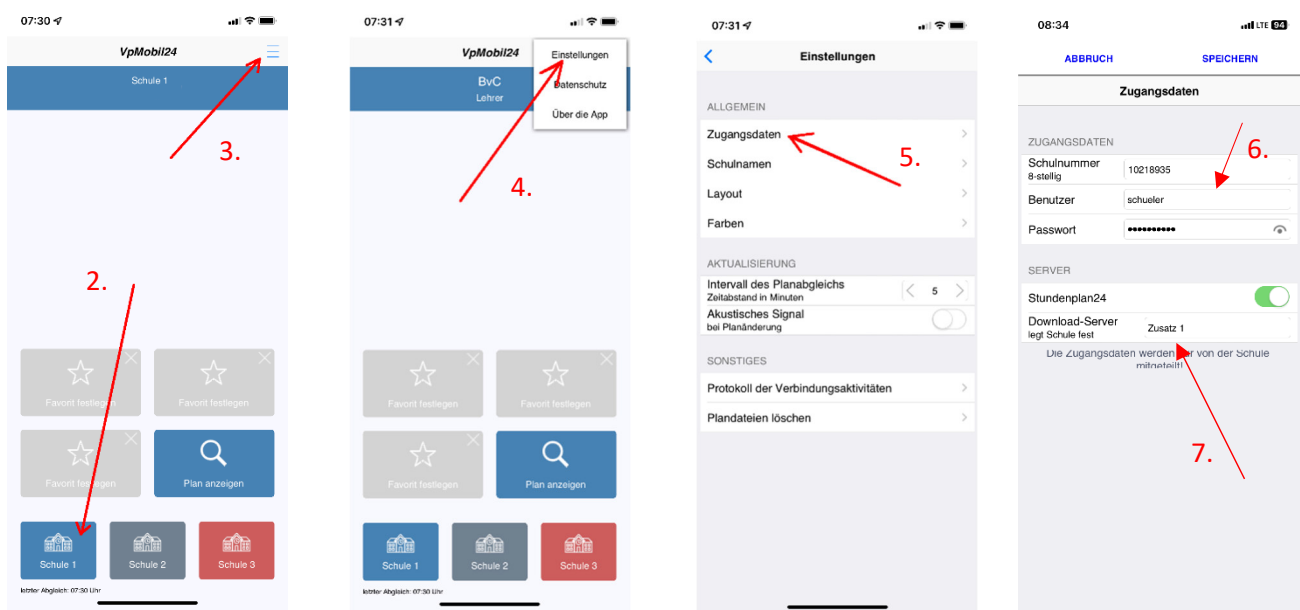 07:30
VpMobil24
Schule 1
3.
2.
Favorit festlegen
Favorit festlegen
Favorit festlegen
Plan anzeigen
Schule 1
Schule 2
Schule 3
letzter Abgleich: 07:30 Uhr
07:31
VpMobil24
Einstellungen
Datenschutz
Über die App
BvC
Lehrer
4.
Favorit festlegen
Favorit festlegen
Favorit festlegen
Plan anzeigen
Schule 1
Schule 2
Schule 3
letzter Abgleich: 07:30 Uhr
07:31
Einstellungen
ALLGEMEIN
Zugangsdaten
5.
Schulnamen
Layout
Farben
AKTUALISIERUNG
Intervall des Planabgleichs
Zeitabstand in Minuten
5
Akustisches Signal
bei Planänderung
SONSTIGES
Protokoll der Verbindungsaktivitäten
Plandateien löschen
08:34
LTE 94
ABBRUCH
SPEICHERN
Zugangsdaten
ZUGANGSDATEN
6.
Schulnummer
8-stellig
10218935
Benutzer
schueler
Passwort
••••••••••
SERVER
Stundenplan24
Download-Server
legt Schule fest
Zusatz 1
Die Zugangsdaten werden von der Schule
mitgeteilt!
7.